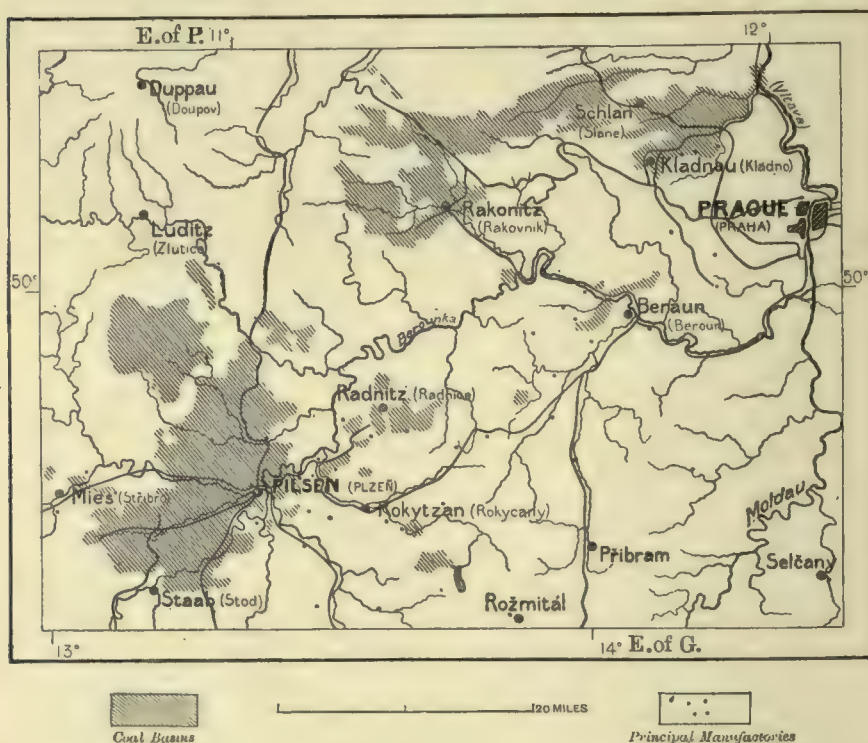 E. of P. 11° 12°
Duppau
(Doupov)
(Vltava)
Schlan
(Slane)
Kladnau (Kladno)
PRAGUE
(PRAHA)
Rakonitz
(Rakovnik)
Luditz
(Zlutice)
50° 50°
Beraun
(Beroun)
Berounka
Radnitz (Radnice)
PILSEN (PLZEŇ)
Mies (Stříbro)
Rokytzan (Rokycany)
Moldau
Přibram
Selčany
Staab (Stod)
Rožmitál
13° 14° E. of G.
20 MILES
Coal Basins
Principal Manufactories